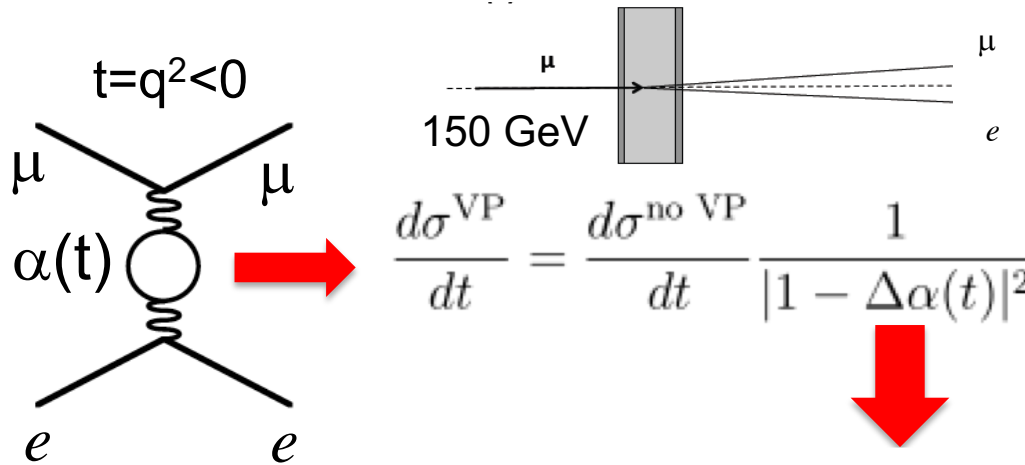 t=q²<0
μ μ
α(t)
e e
μ
150 GeV
μ
e
dσ^VP/dt = dσ^no VP/dt 1/|1 − Δα(t)|²